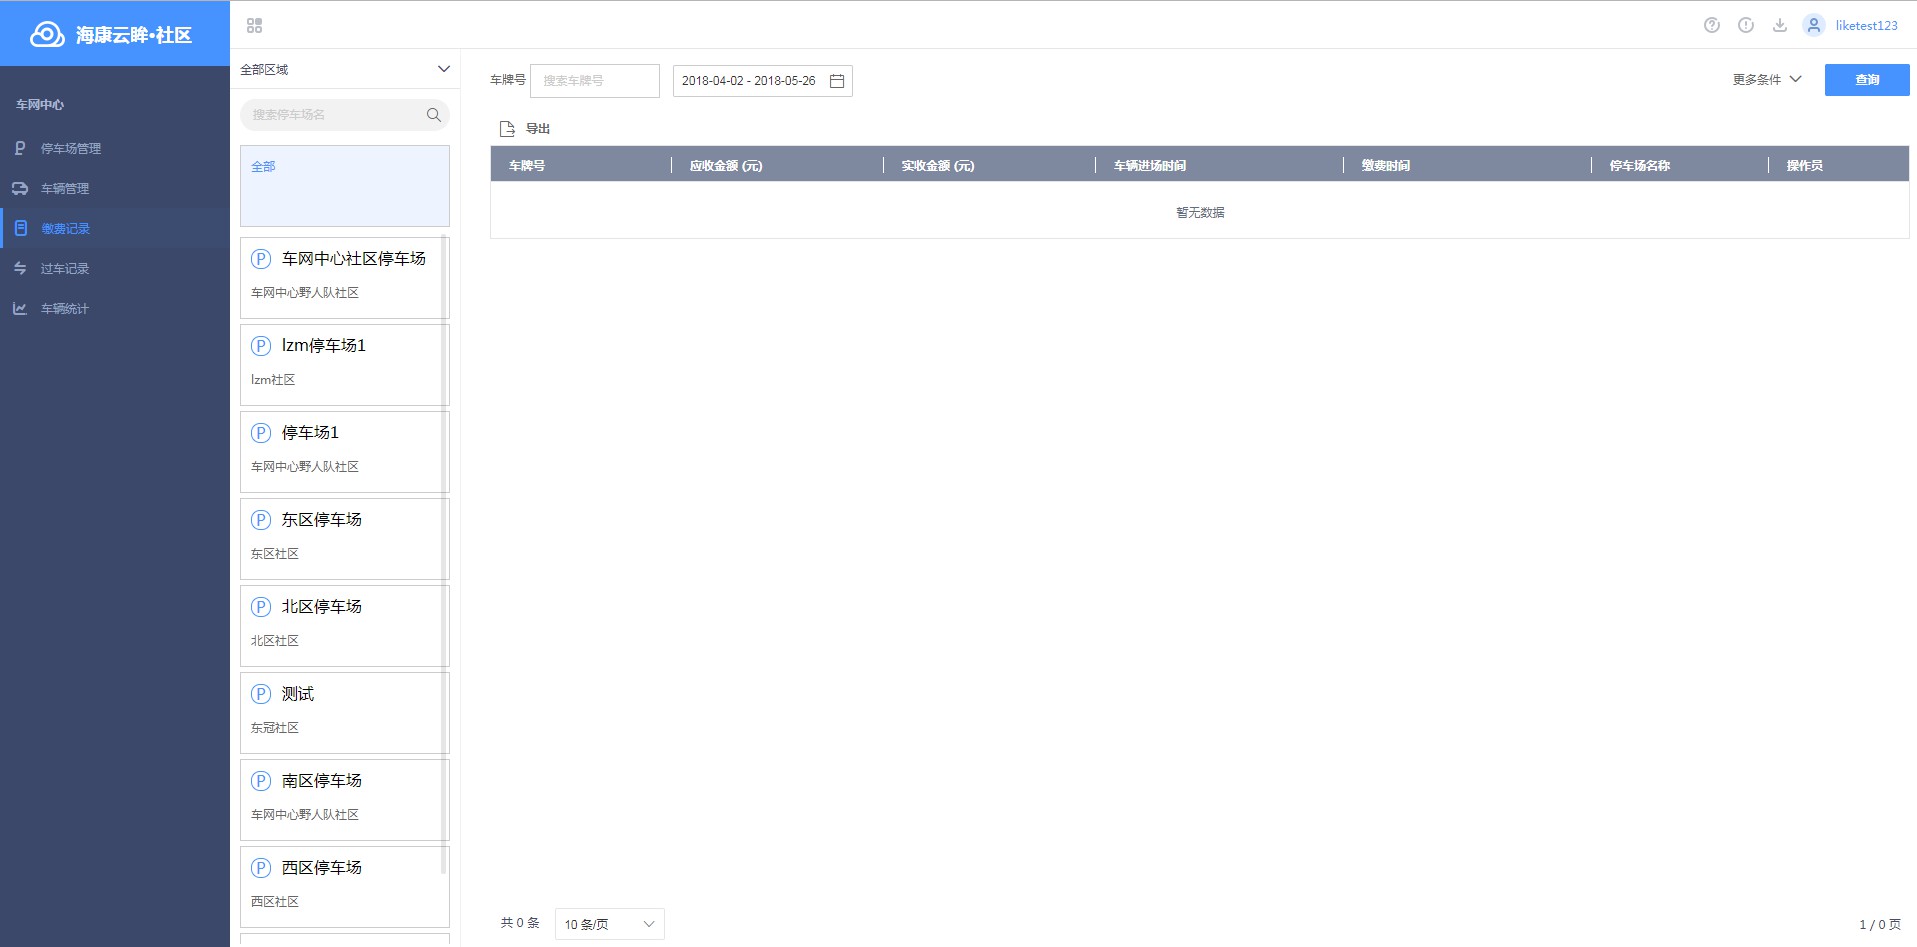 海康云眸·社区
liketest123
车网中心
停车场管理
车辆管理
缴费记录
过车记录
车辆统计
全部区域
搜索停车场名
全部
车网中心社区停车场
车网中心野人队社区
lzm停车场1
lzm社区
停车场1
车网中心野人队社区
东区停车场
东区社区
北区停车场
北区社区
测试
东冠社区
南区停车场
车网中心野人队社区
西区停车场
西区社区
车牌号 搜索车牌号 2018-04-02 - 2018-05-26 更多条件 查询
导出
车牌号 应收金额 (元) 实收金额 (元) 车辆进场时间 缴费时间 停车场名称 操作员
暂无数据
共 0 条 10 条/页 1 / 0 页